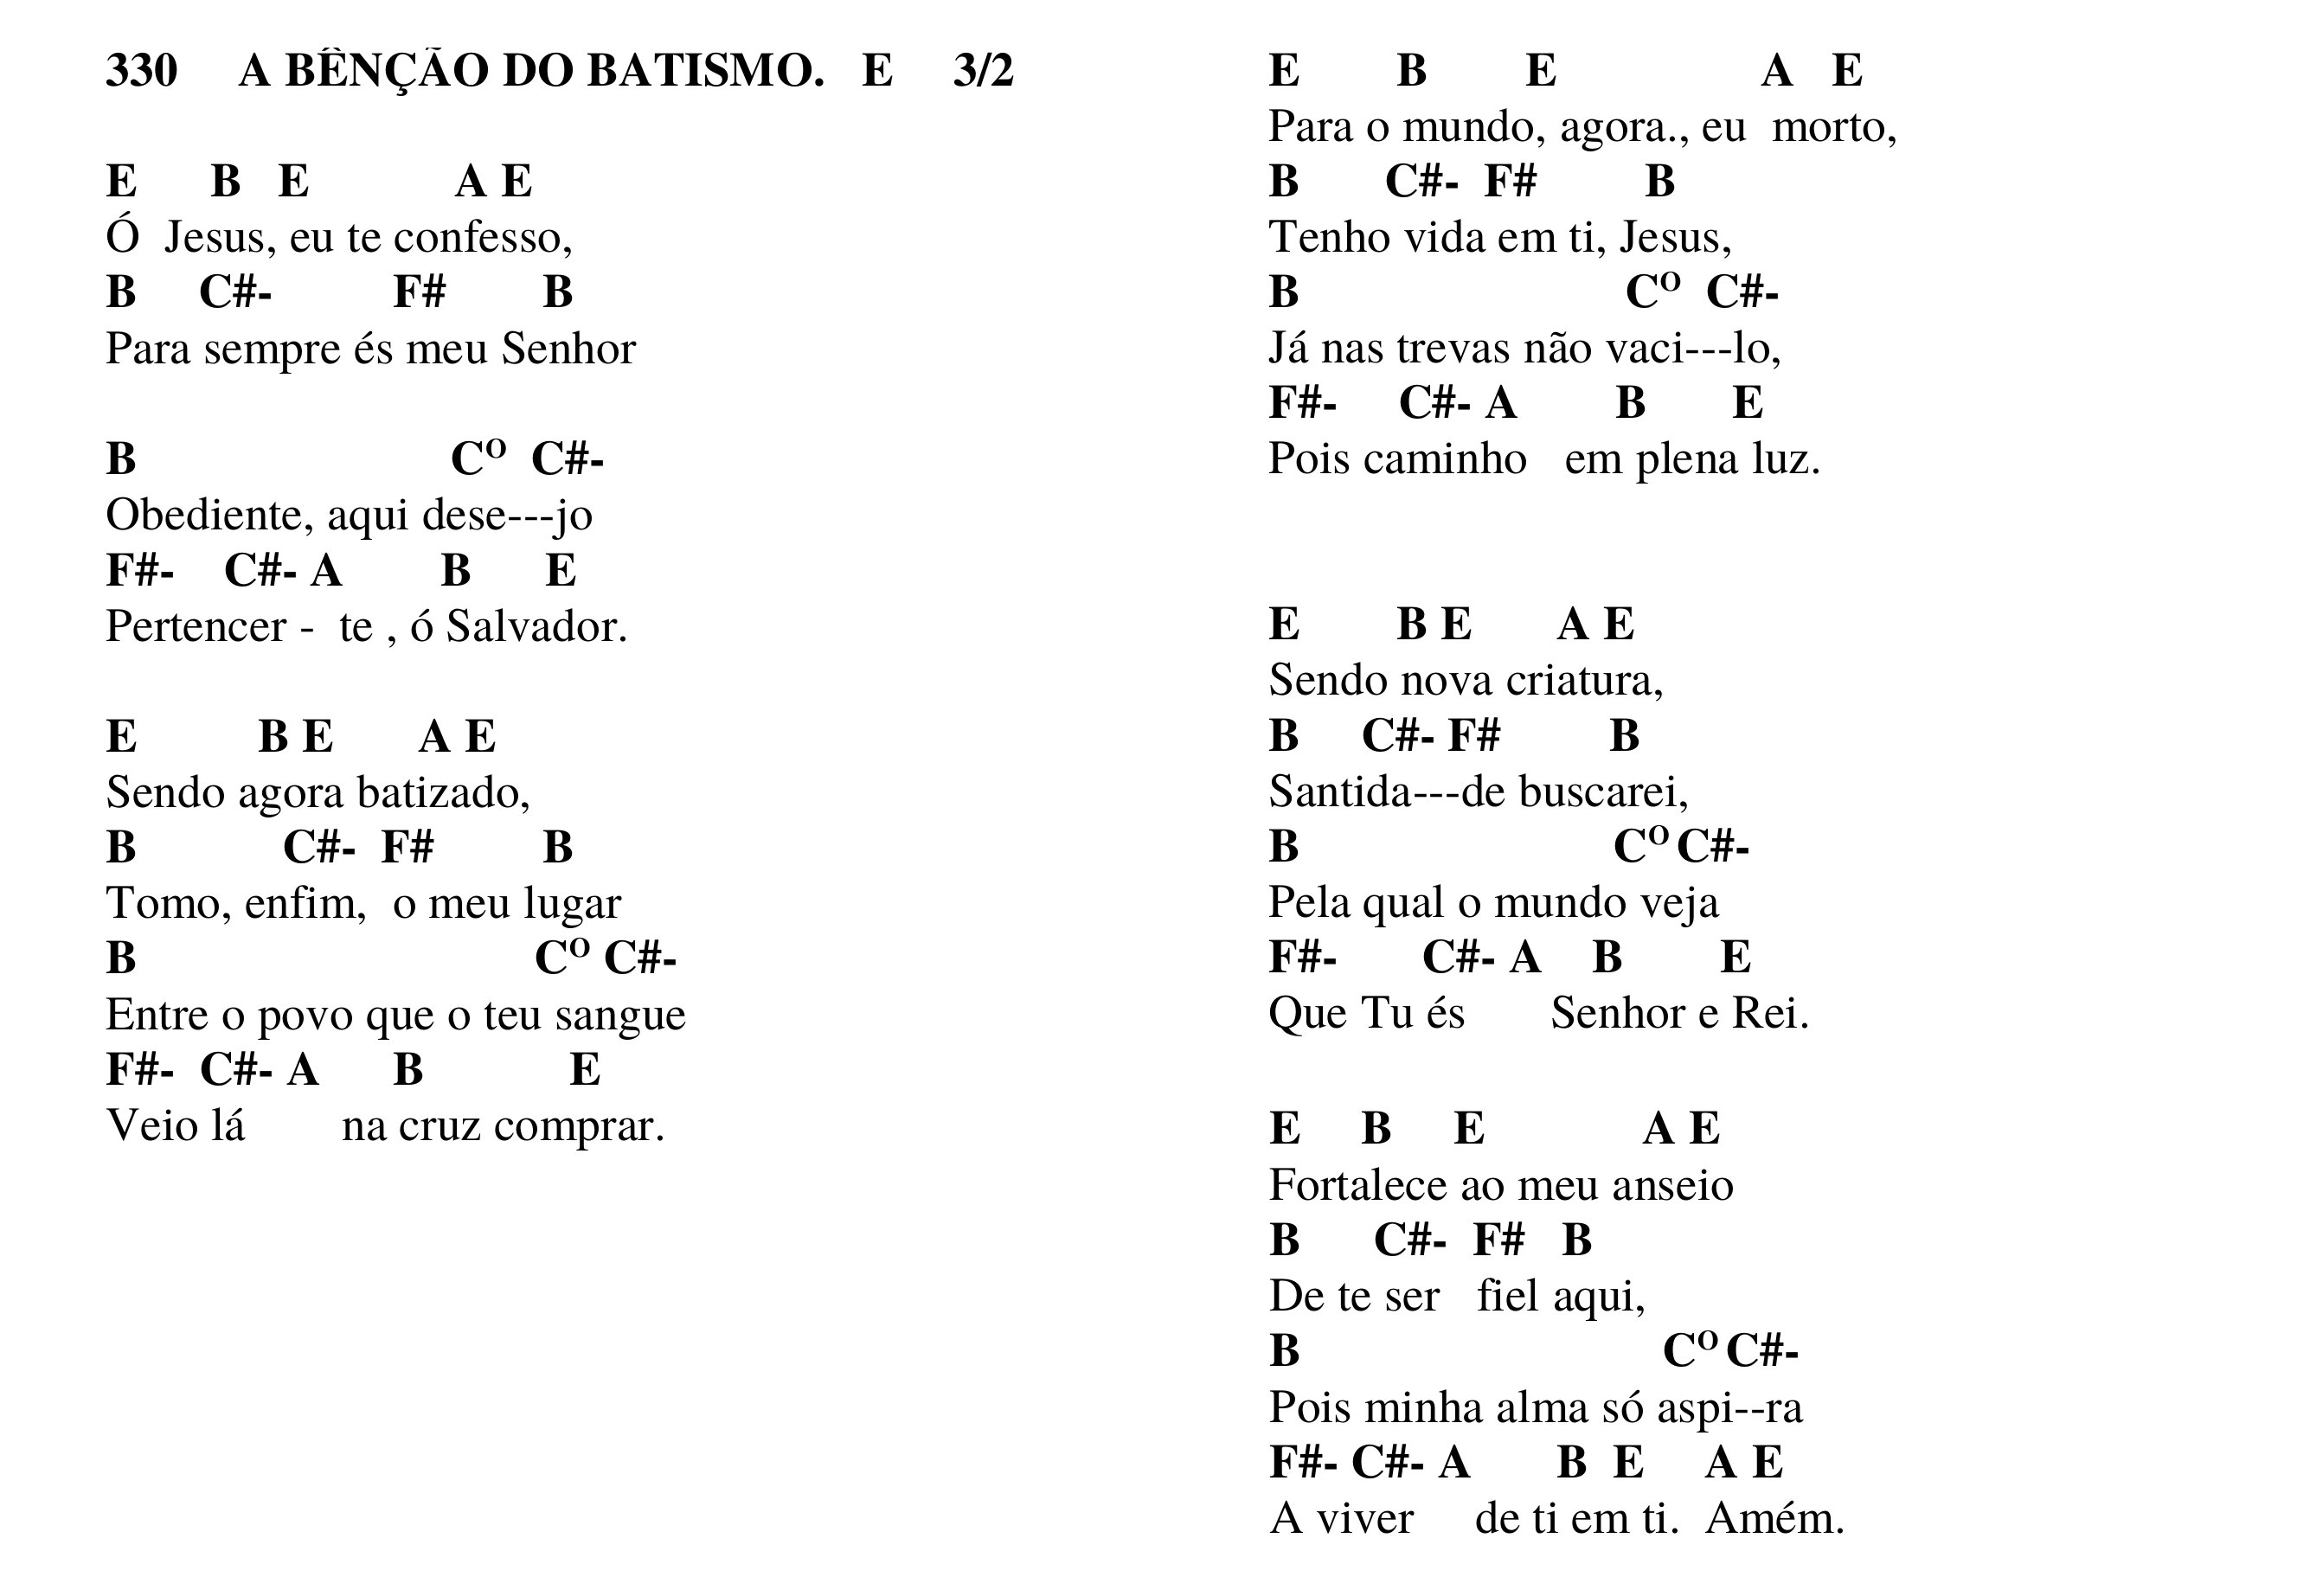 330     A BÊNÇÃO DO BATISMO.   E     3/2
E      B   E            A E
Ó  Jesus, eu te confesso,
B     C#-          F#        B
Para sempre és meu Senhor
B                          Cº  C#-
Obediente, aqui dese---jo
F#-    C#- A        B      E
Pertencer -  te , ó Salvador.
E          B E       A E
Sendo agora batizado,
B            C#-  F#         B
Tomo, enfim,  o meu lugar
B                                 Cº C#-
Entre o povo que o teu sangue
F#-  C#- A      B            E
Veio lá        na cruz comprar.
E        B        E                 A   E
Para o mundo, agora., eu  morto,
B       C#-  F#         B
Tenho vida em ti, Jesus,
B                           Cº  C#-
Já nas trevas não vaci---lo,
F#-     C#- A        B       E
Pois caminho   em plena luz.
E        B E       A E
Sendo nova criatura,
B     C#- F#         B
Santida---de buscarei,
B                          Cº C#-
Pela qual o mundo veja
F#-       C#- A    B        E
Que Tu és       Senhor e Rei.
E     B     E             A E
Fortalece ao meu anseio
B      C#-  F#   B
De te ser   fiel aqui,
B                              Cº C#-
Pois minha alma só aspi--ra
F#- C#- A       B  E     A E
A viver     de ti em ti.  Amém.